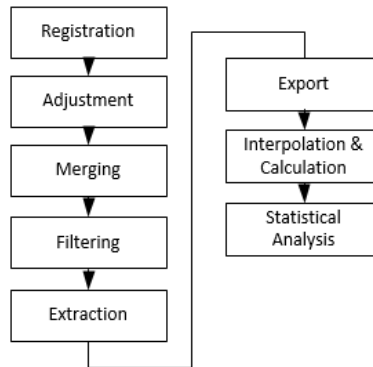 Registration
Adjustment
Merging
Filtering
Extraction
Export
Interpolation &
Calculation
Statistical
Analysis